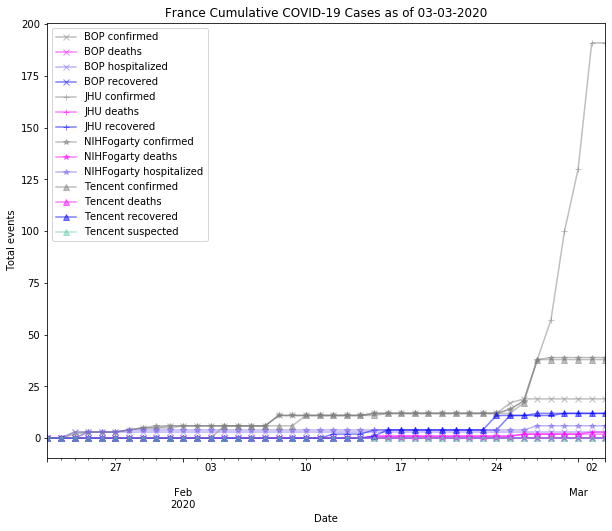 France Cumulative COVID-19 Cases as of 03-03-2020
200
175
150
125
100
75
50
25
0
Total events
BOP confirmed
BOP deaths
BOP hospitalized
BOP recovered
JHU confirmed
JHU deaths
JHU recovered
NIHFogarty confirmed
NIHFogarty deaths
NIHFogarty hospitalized
Tencent confirmed
Tencent deaths
Tencent recovered
Tencent suspected
27 03 10 17 24 02
Feb Mar
2020
Date